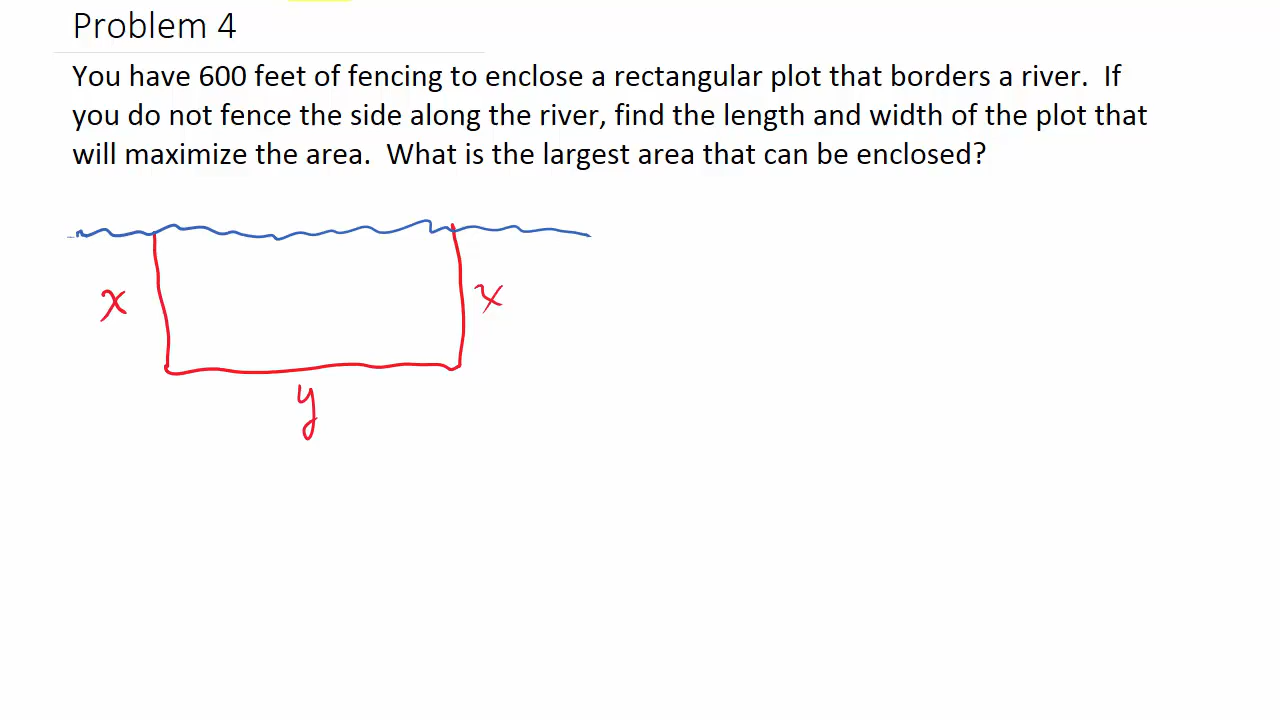 Problem 4
You have 600 feet of fencing to enclose a rectangular plot that borders a river. If
you do not fence the side along the river, find the length and width of the plot that
will maximize the area. What is the largest area that can be enclosed?
x
x
y